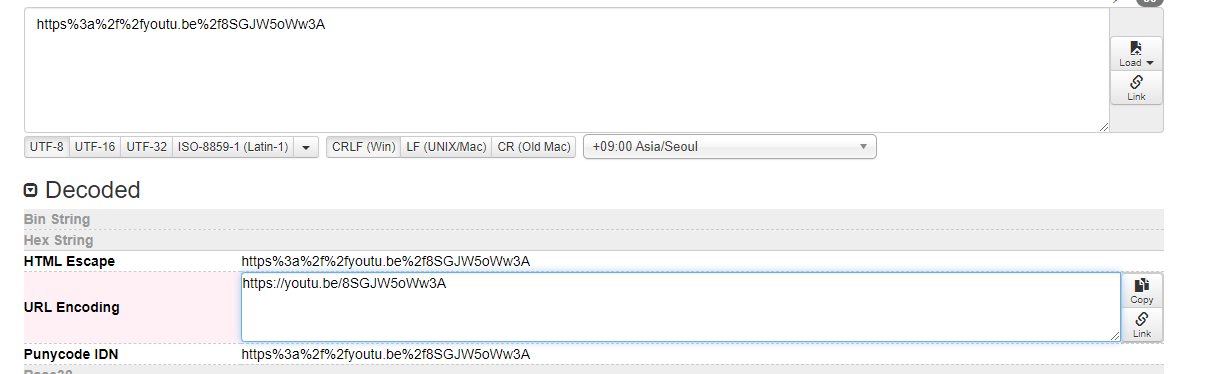 https%3a%2f%2fyoutu.be%2f8SGJW5oWw3A
Load
Link
UTF-8 UTF-16 UTF-32 ISO-8859-1 (Latin-1) CRLF (Win) LF (UNIX/Mac) CR (Old Mac) +09:00 Asia/Seoul
Decoded
Bin String
Hex String
HTML Escape https%3a%2f%2fyoutu.be%2f8SGJW5oWw3A
URL Encoding https://youtu.be/8SGJW5oWw3A
Copy
Link
Punycode IDN https%3a%2f%2fyoutu.be%2f8SGJW5oWw3A